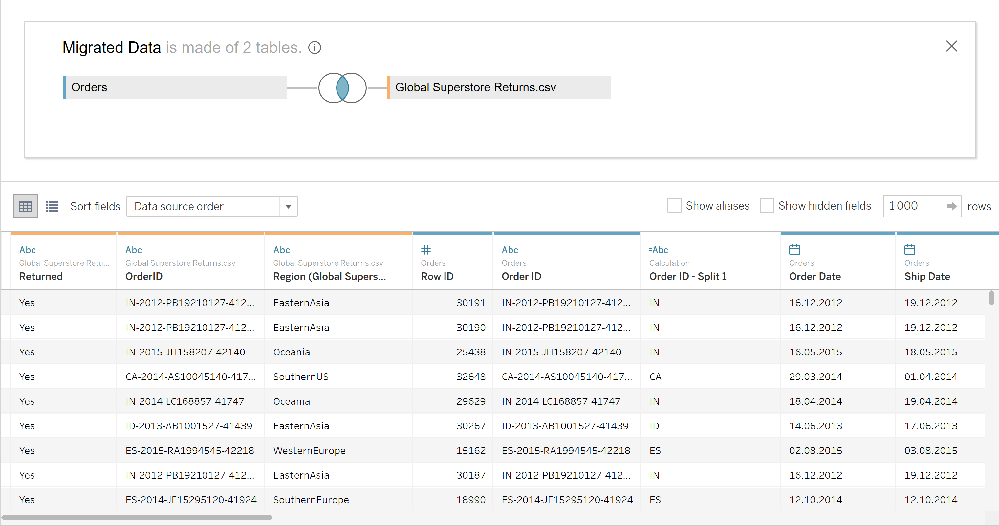 Migrated Data is made of 2 tables.
Orders Global Superstore Returns.csv
Sort fields Data source order Show aliases Show hidden fields 1 000 rows
Abc Abc Abc # Abc =Abc
Global Superstore Retu... Global Superstore Returns.csv Global Superstore Returns.csv Orders Orders Calculation Orders Orders
Returned OrderID Region (Global Supers... Row ID Order ID Order ID - Split 1 Order Date Ship Date
Yes IN-2012-PB19210127-412... EasternAsia 30191 IN-2012-PB19210127-412... IN 16.12.2012 19.12.2012
Yes IN-2012-PB19210127-412... EasternAsia 30190 IN-2012-PB19210127-412... IN 16.12.2012 19.12.2012
Yes IN-2015-JH158207-42140 Oceania 25438 IN-2015-JH158207-42140 IN 16.05.2015 18.05.2015
Yes CA-2014-AS10045140-417... SouthernUS 32648 CA-2014-AS10045140-417... CA 29.03.2014 01.04.2014
Yes IN-2014-LC168857-41747 Oceania 29629 IN-2014-LC168857-41747 IN 18.04.2014 19.04.2014
Yes ID-2013-AB1001527-41439 EasternAsia 30267 ID-2013-AB1001527-41439 ID 14.06.2013 17.06.2013
Yes ES-2015-RA1994545-42218 WesternEurope 15162 ES-2015-RA1994545-42218 ES 02.08.2015 03.08.2015
Yes IN-2012-PB19210127-412... EasternAsia 30187 IN-2012-PB19210127-412... IN 16.12.2012 19.12.2012
Yes ES-2014-JF15295120-41924 SouthernEurope 18990 ES-2014-JF15295120-41924 ES 12.10.2014 12.10.2014